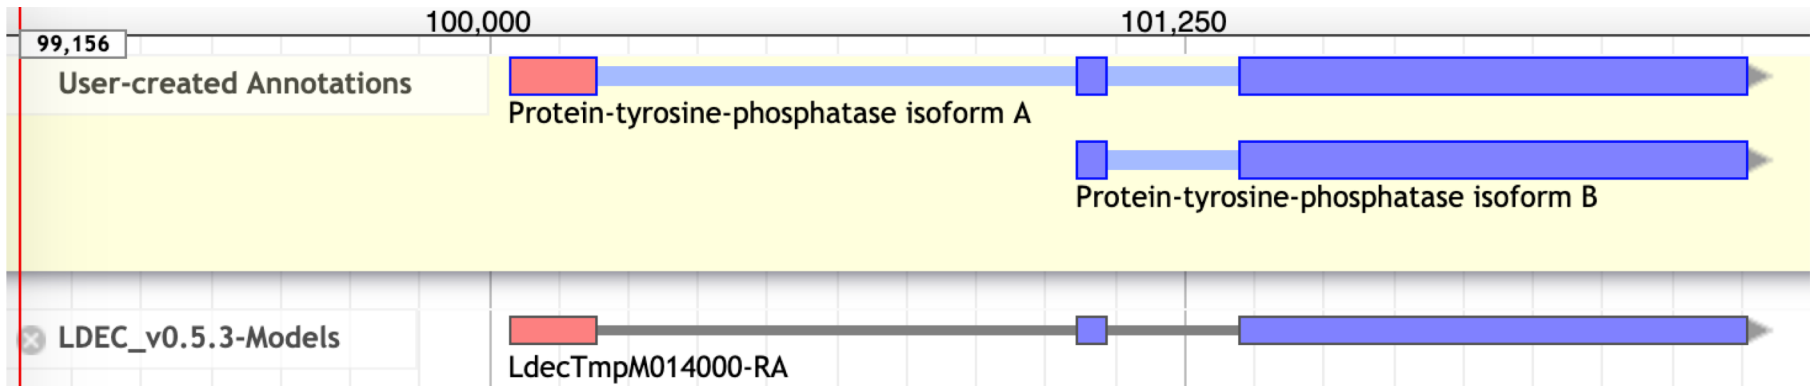 100,000 101,250
99,156
User-created Annotations
Protein-tyrosine-phosphatase isoform A
Protein-tyrosine-phosphatase isoform B
LDEC_v0.5.3-Models
LdecTmpM014000-RA